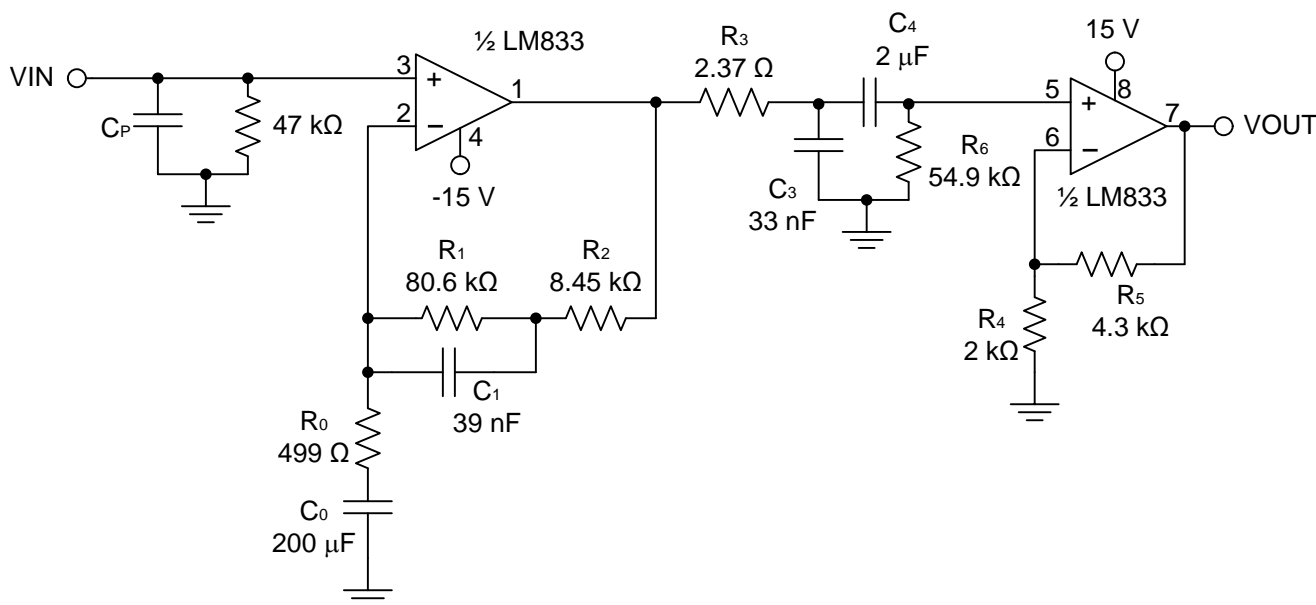 ½ LM833
15 V
VIN
3
+
1
2
−
4
CP
47 kΩ
-15 V
R3
2.37 Ω
C4
2 μF
5
+
8
7
6
−
VOUT
½ LM833
R6
54.9 kΩ
C3
33 nF
R1
80.6 kΩ
R2
8.45 kΩ
C1
39 nF
R0
499 Ω
C0
200 μF
R5
4.3 kΩ
R4
2 kΩ